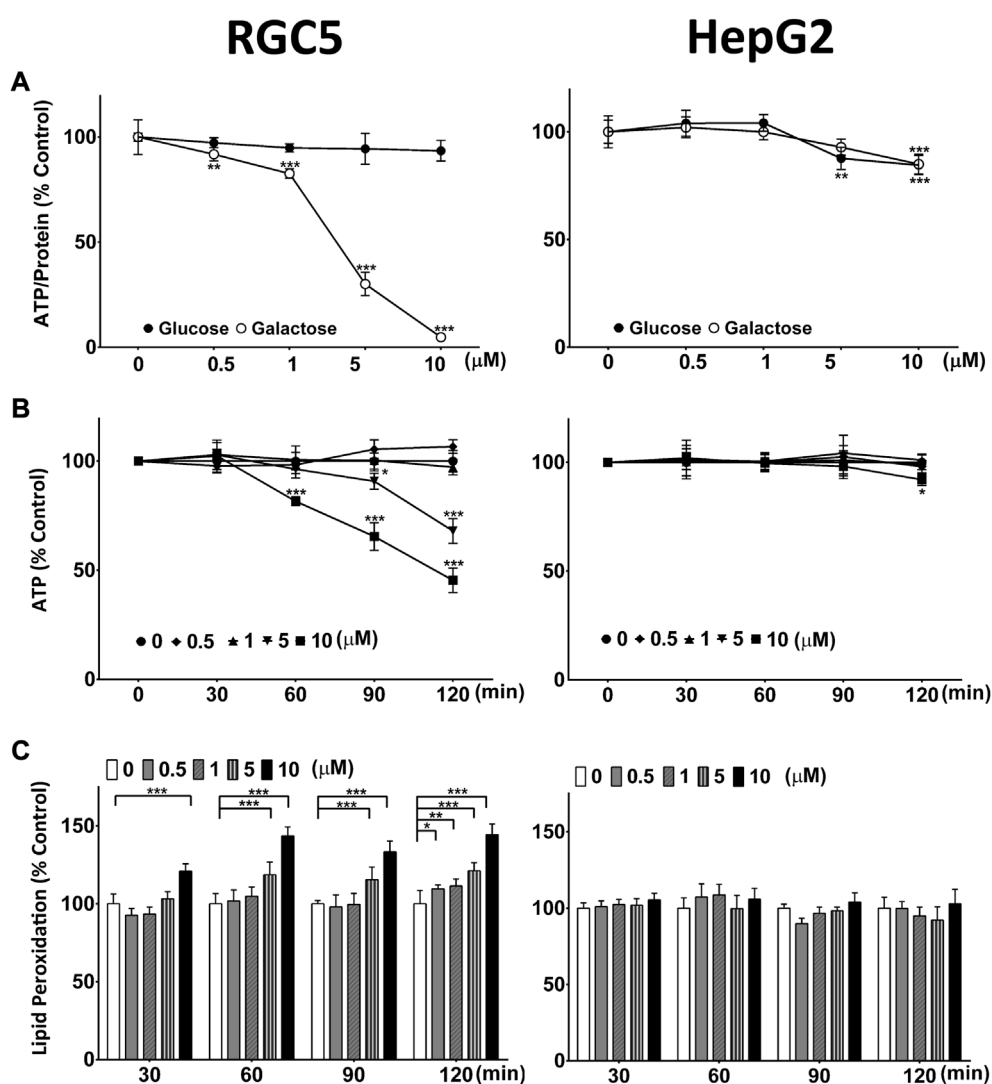 RGC5 HepG2
A
ATP/Protein (% Control)
100
50
0
** *** *** ***
● Glucose ○ Galactose
0 0.5 1 5 10 (μM)
100
50
0
** *** ***
● Glucose ○ Galactose
0 0.5 1 5 10 (μM)
B
ATP (% Control)
100
50
0
*** * *** *** ***
● 0 ◆ 0.5 ▲ 1 ▼ 5 ■ 10 (μM)
0 30 60 90 120 (min)
100
50
0
*
● 0 ◆ 0.5 ▲ 1 ▼ 5 ■ 10 (μM)
0 30 60 90 120 (min)
C
Lipid Peroxidation (% Control)
0 0.5 1 5 10 (μM)
*** *** *** ***
*** *** ***
**
*
150
100
50
0
30 60 90 120 (min)
0 0.5 1 5 10 (μM)
150
100
50
0
30 60 90 120 (min)